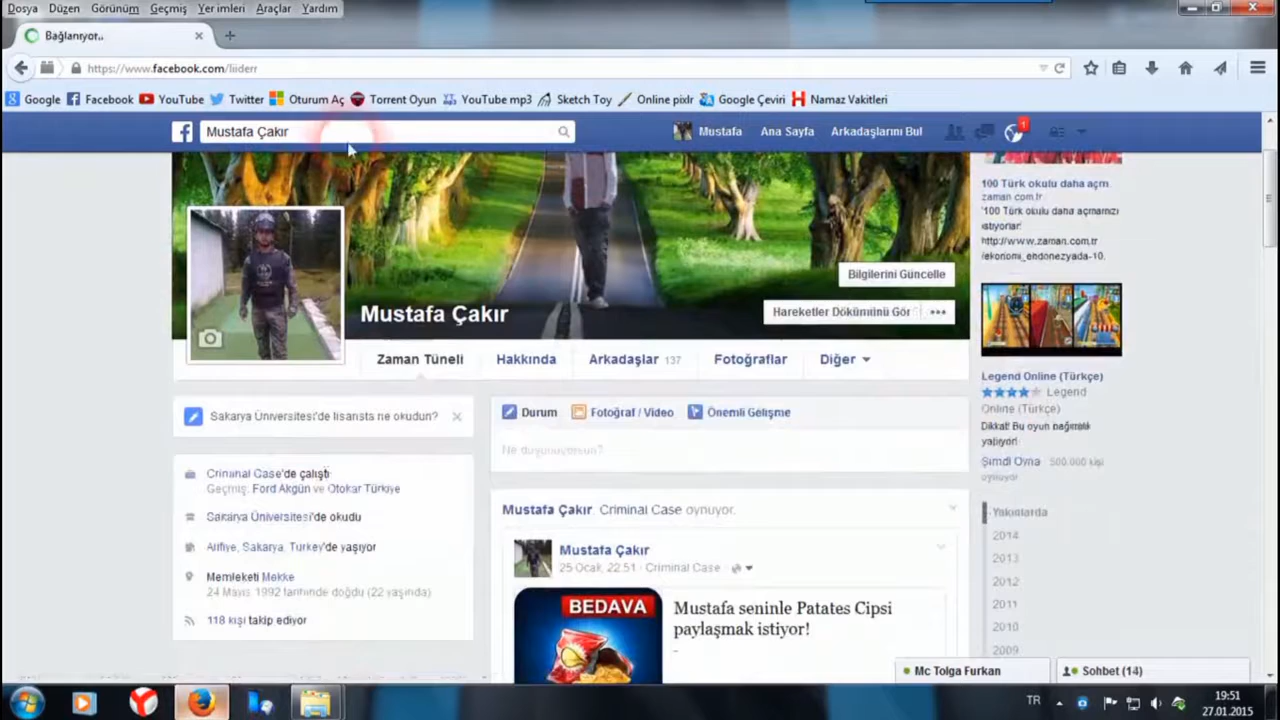 Dosya Düzen Görünüm Geçmiş Yer imleri Araçlar Yardım
Bağlanıyor..
https://www.facebook.com/liiderr
Google Facebook YouTube Twitter Oturum Aç Torrent Oyun YouTube mp3 Sketch Toy Online pixlr Google Çeviri Namaz Vakitleri
Mustafa Çakır
Mustafa Ana Sayfa Arkadaşlarını Bul 1
Bilgilerini Güncelle
Mustafa Çakır
Hareketler Dökümünü Gör
Zaman Tüneli Hakkında Arkadaşlar 137 Fotoğraflar Diğer
Sakarya Üniversitesi'de lisansta ne okudun?
Criminal Case'de çalıştı
Geçmiş: Ford Akgün ve Otokar Türkiye
Sakarya Üniversitesi'de okudu
Arifiye, Sakarya, Turkey'de yaşıyor
Memleketi Mekke
24 Mayıs 1992 tarihinde doğdu (22 yaşında)
118 kişi takip ediyor
Durum Fotoğraf / Video Önemli Gelişme
Ne düşünüyorsun?
Mustafa Çakır, Criminal Case oynuyor.
Mustafa Çakır
25 Ocak, 22:51 · Criminal Case ·
BEDAVA
Mustafa seninle Patates Cipsi
paylaşmak istiyor!
100 Türk okulu daha açın
zaman.com.tr
'100 Türk okulu daha açmanızı
istiyorlar'
http://www.zaman.com.tr
/ekonomi_endonezyada-10.
Legend Online (Türkçe)
Legend
Online (Türkçe)
Dikkat! Bu oyun bağımlılık
yapıyor!
Şimdi Oyna · 500.000 kişi
oynuyor
Yakınlarda
2014
2013
2012
2011
2010
2009
Mc Tolga Furkan
Sohbet (14)
TR
19:51
27.01.2015